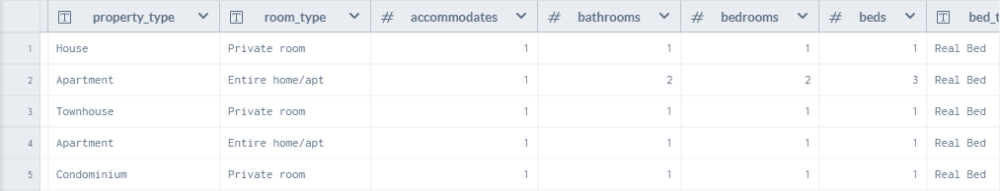 T property_type T room_type # accommodates # bathrooms # bedrooms # beds T bed_t
1 House Private room 1 1 1 1 Real Bed
2 Apartment Entire home/apt 1 2 2 3 Real Bed
3 Townhouse Private room 1 1 1 1 Real Bed
4 Apartment Entire home/apt 1 1 1 1 Real Bed
5 Condominium Private room 1 1 1 1 Real Bed